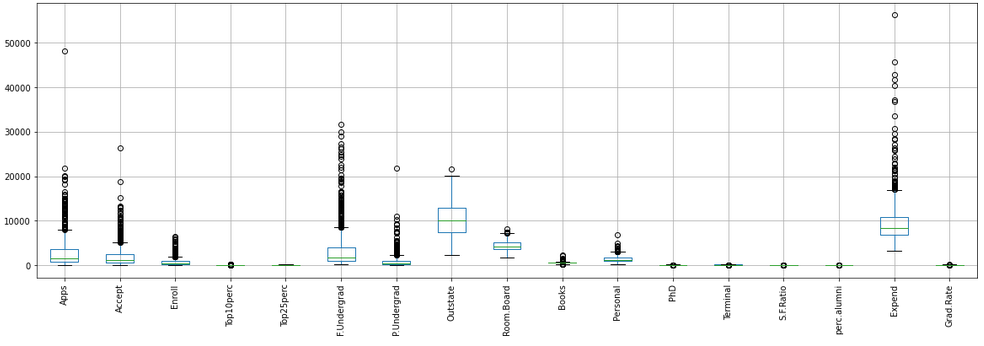 50000
40000
30000
20000
10000
0
Apps
Accept
Enroll
Top10perc
Top25perc
F.Undergrad
P.Undergrad
Outstate
Room.Board
Books
Personal
PhD
Terminal
S.F.Ratio
perc.alumni
Expend
Grad.Rate